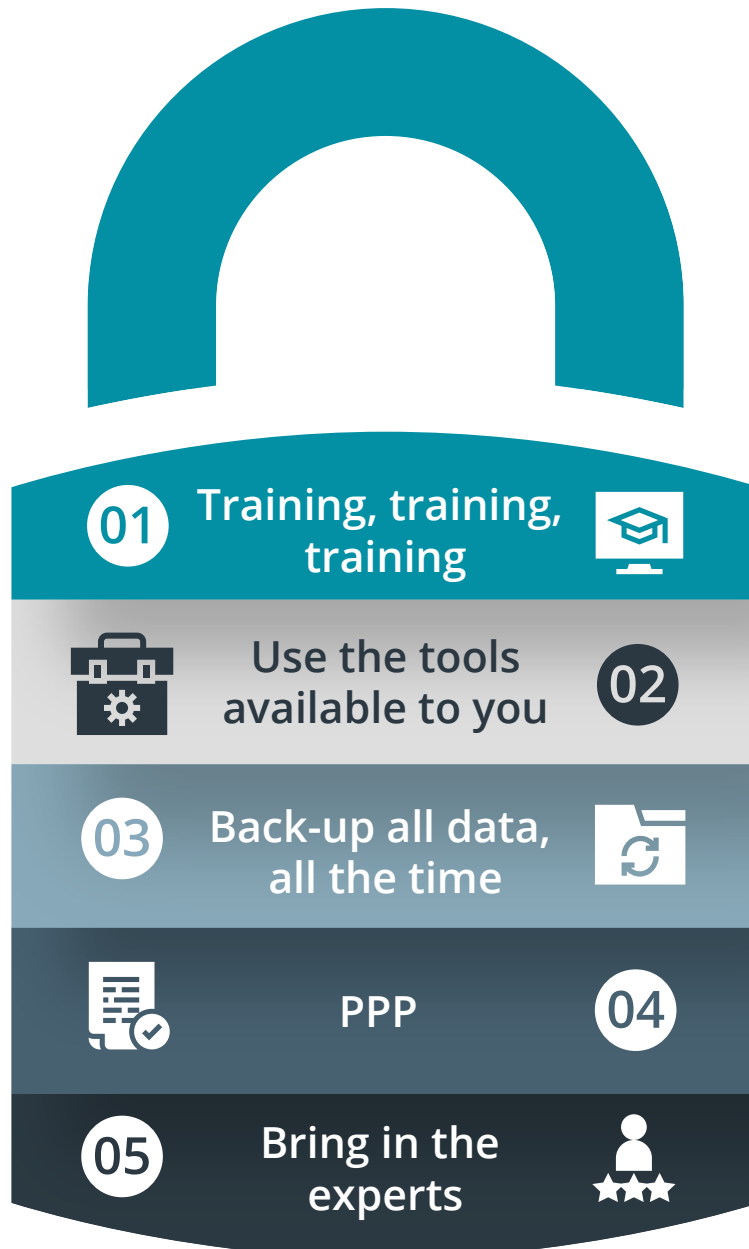 01
Training, training,
training
Use the tools
available to you
02
03
Back-up all data,
all the time
PPP
04
05
Bring in the
experts